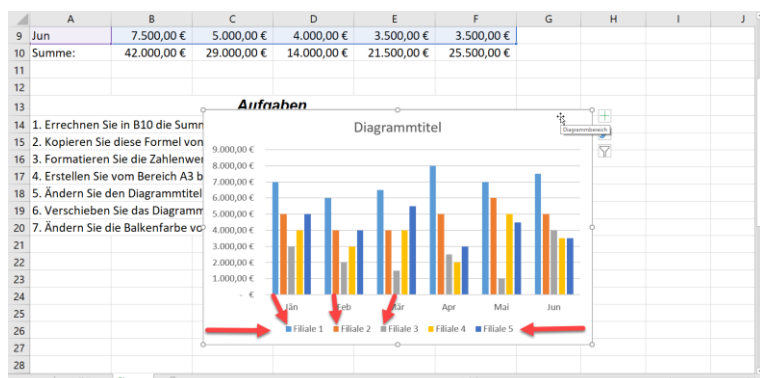 A B C D E F G H I J
9 Jun 7.500,00 € 5.000,00 € 4.000,00 € 3.500,00 € 3.500,00 €
10 Summe: 42.000,00 € 29.000,00 € 14.000,00 € 21.500,00 € 25.500,00 €
11
12
13 Aufgaben
14 1. Errechnen Sie in B10 die Sum
15 2. Kopieren Sie diese Formel von
16 3. Formatieren Sie die Zahlenwer
17 4. Erstellen Sie vom Bereich A3 b
18 5. Ändern Sie den Diagrammtitel
19 6. Verschieben Sie das Diagramm
20 7. Ändern Sie die Balkenfarbe vo
21
22
23
24
25
26
27
28
Diagrammtitel
Diagrammbereich
9.000,00 €
8.000,00 €
7.000,00 €
6.000,00 €
5.000,00 €
4.000,00 €
3.000,00 €
2.000,00 €
1.000,00 €
- €
Jän Feb Mär Apr Mai Jun
Filiale 1 Filiale 2 Filiale 3 Filiale 4 Filiale 5